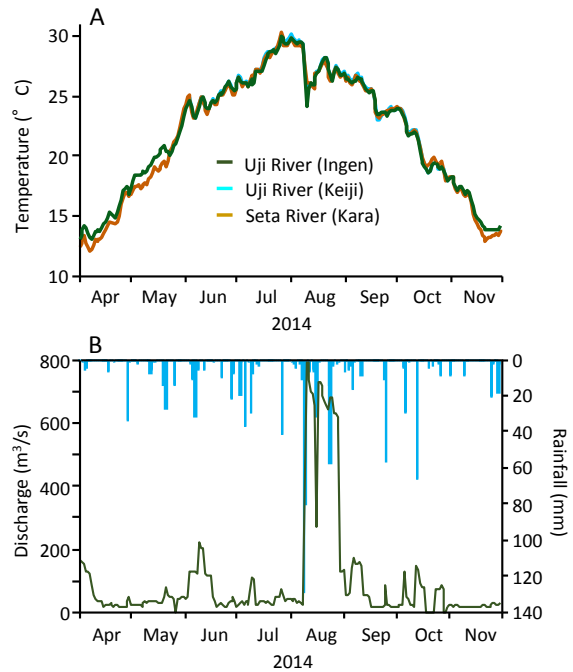 A
30
25
20
15
10
Temperature (° C)
Uji River (Ingen)
Uji River (Keiji)
Seta River (Kara)
Apr May Jun Jul Aug Sep Oct Nov
2014
B
800
600
400
200
0
Discharge (m³/s)
0
20
40
60
80
100
120
140
Rainfall (mm)
Apr May Jun Jul Aug Sep Oct Nov
2014